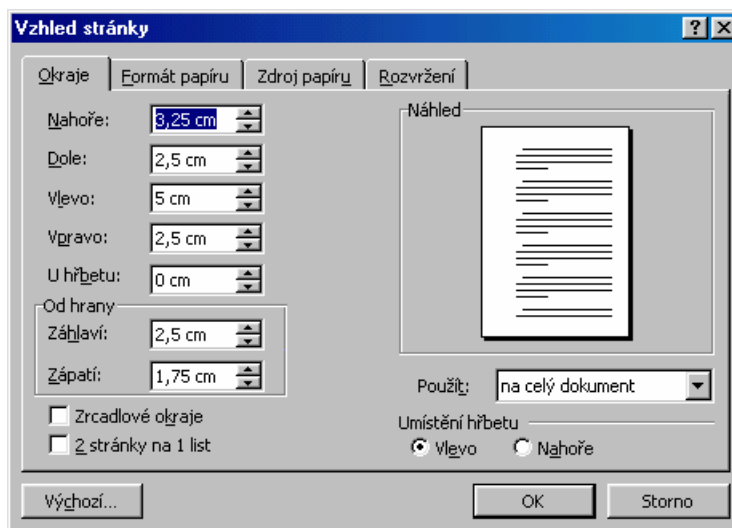 Vzhled stránky
Okraje Formát papíru Zdroj papíru Rozvržení
Nahoře: 3,25 cm
Dole: 2,5 cm
Vlevo: 5 cm
Vpravo: 2,5 cm
U hřbetu: 0 cm
Od hrany
Záhlaví: 2,5 cm
Zápatí: 1,75 cm
Zrcadlové okraje
2 stránky na 1 list
Náhled
Použít: na celý dokument
Umístění hřbetu
Vlevo Nahoře
Výchozí... OK Storno